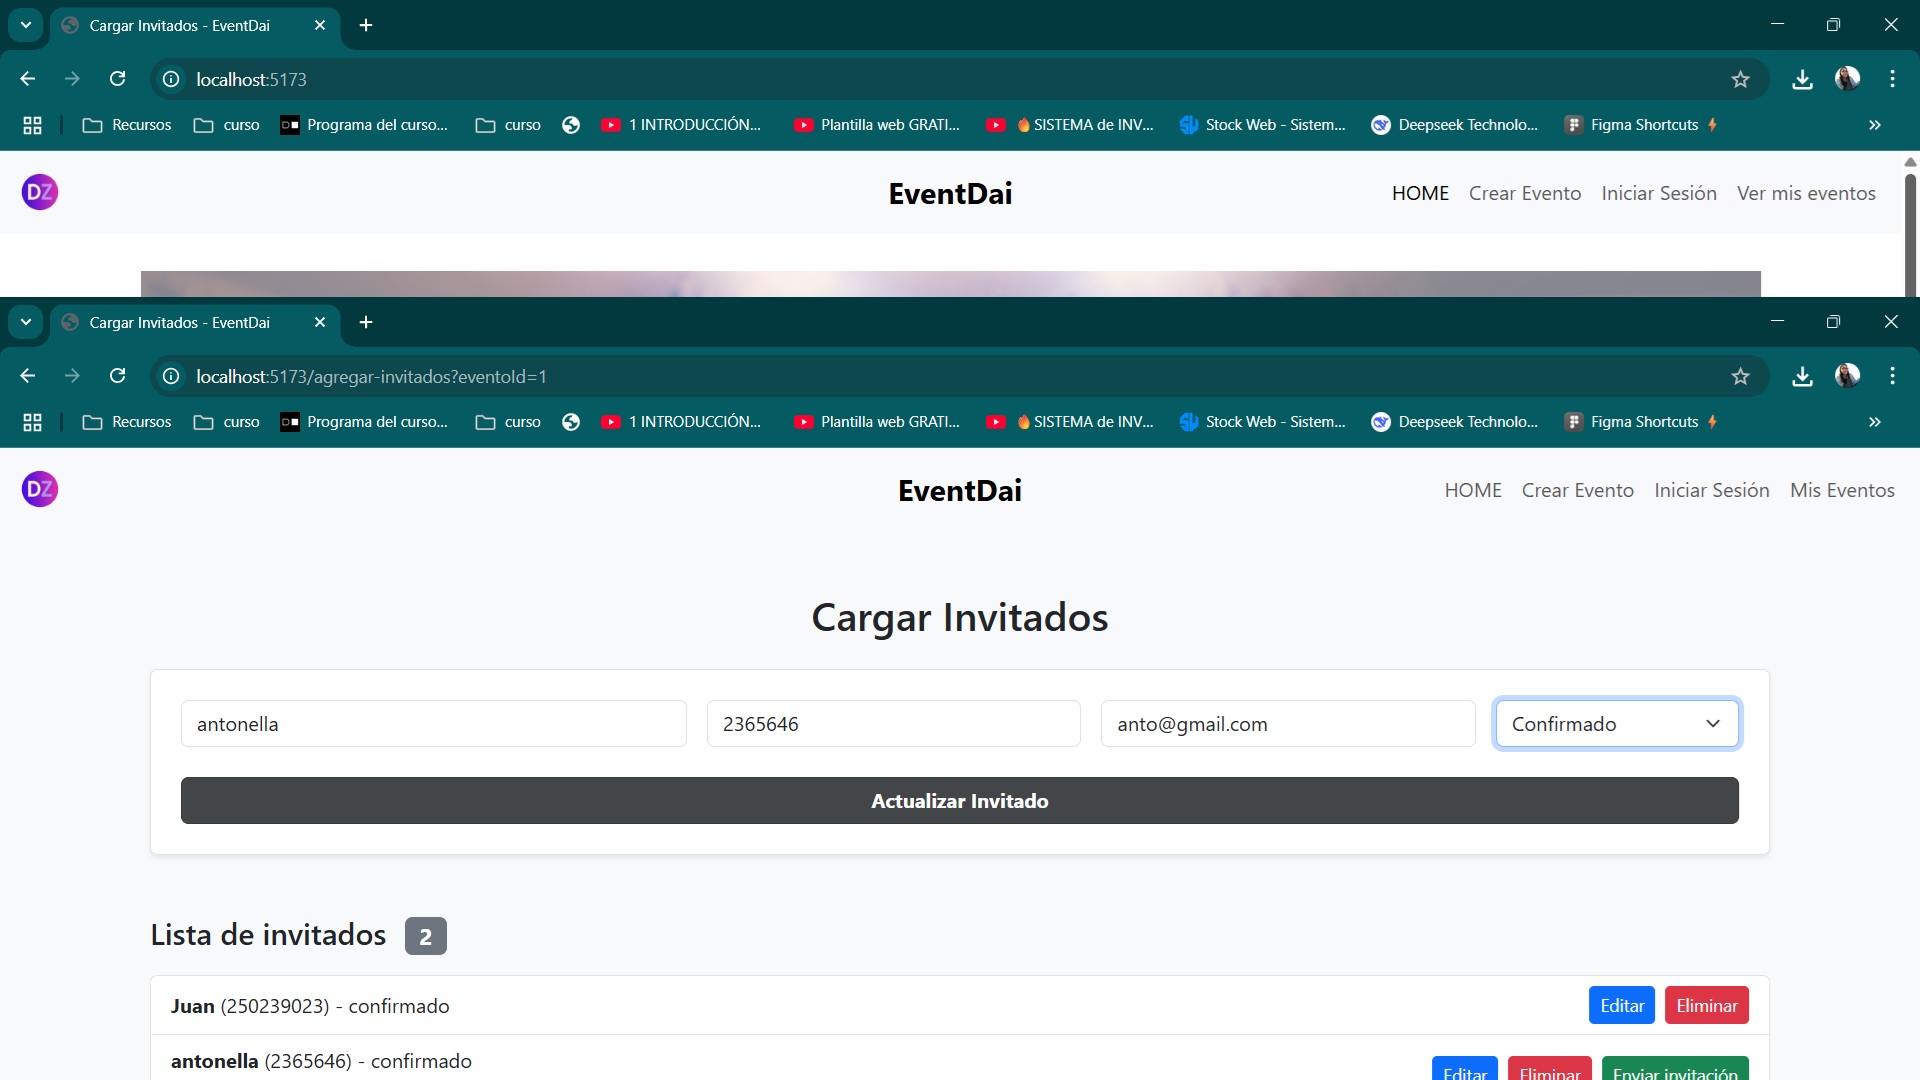 Cargar Invitados - EventDai
localhost:5173
Recursos curso Programa del curso... curso 1 INTRODUCCIÓN... Plantilla web GRATI... 🔥SISTEMA de INV... Stock Web - Sistem... Deepseek Technolo... Figma Shortcuts ⚡
DZ EventDai HOME Crear Evento Iniciar Sesión Ver mis eventos
Cargar Invitados - EventDai
localhost:5173/agregar-invitados?eventoId=1
Recursos curso Programa del curso... curso 1 INTRODUCCIÓN... Plantilla web GRATI... 🔥SISTEMA de INV... Stock Web - Sistem... Deepseek Technolo... Figma Shortcuts ⚡
DZ EventDai HOME Crear Evento Iniciar Sesión Mis Eventos
Cargar Invitados
antonella 2365646 anto@gmail.com Confirmado
Actualizar Invitado
Lista de invitados 2
Juan (250239023) - confirmado Editar Eliminar
antonella (2365646) - confirmado Editar Eliminar Enviar invitación